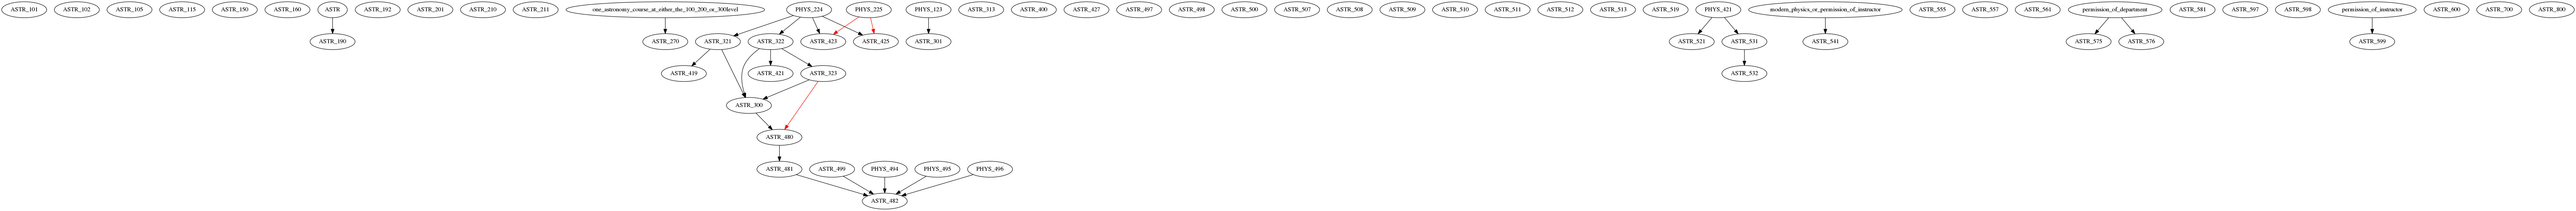 ASTR_101 ASTR_102 ASTR_105 ASTR_115 ASTR_150 ASTR_160 ASTR ASTR_192 ASTR_201 ASTR_210 ASTR_211 one_astronomy_course_at_either_the_100_200_or_300level PHYS_224 PHYS_225 PHYS_123 ASTR_313 ASTR_400 ASTR_427 ASTR_497 ASTR_498 ASTR_500 ASTR_507 ASTR_508 ASTR_509 ASTR_510 ASTR_511 ASTR_512 ASTR_513 ASTR_519 PHYS_421 modern_physics_or_permission_of_instructor ASTR_555 ASTR_557 ASTR_561 permission_of_department ASTR_581 ASTR_597 ASTR_598 permission_of_instructor ASTR_600 ASTR_700 ASTR_800
ASTR_190 ASTR_270 ASTR_321 ASTR_322 ASTR_423 ASTR_425 ASTR_301 ASTR_521 ASTR_531 ASTR_541 ASTR_575 ASTR_576 ASTR_599
ASTR_419 ASTR_421 ASTR_323 ASTR_532
ASTR_300
ASTR_480
ASTR_481 ASTR_499 PHYS_494 PHYS_495 PHYS_496
ASTR_482